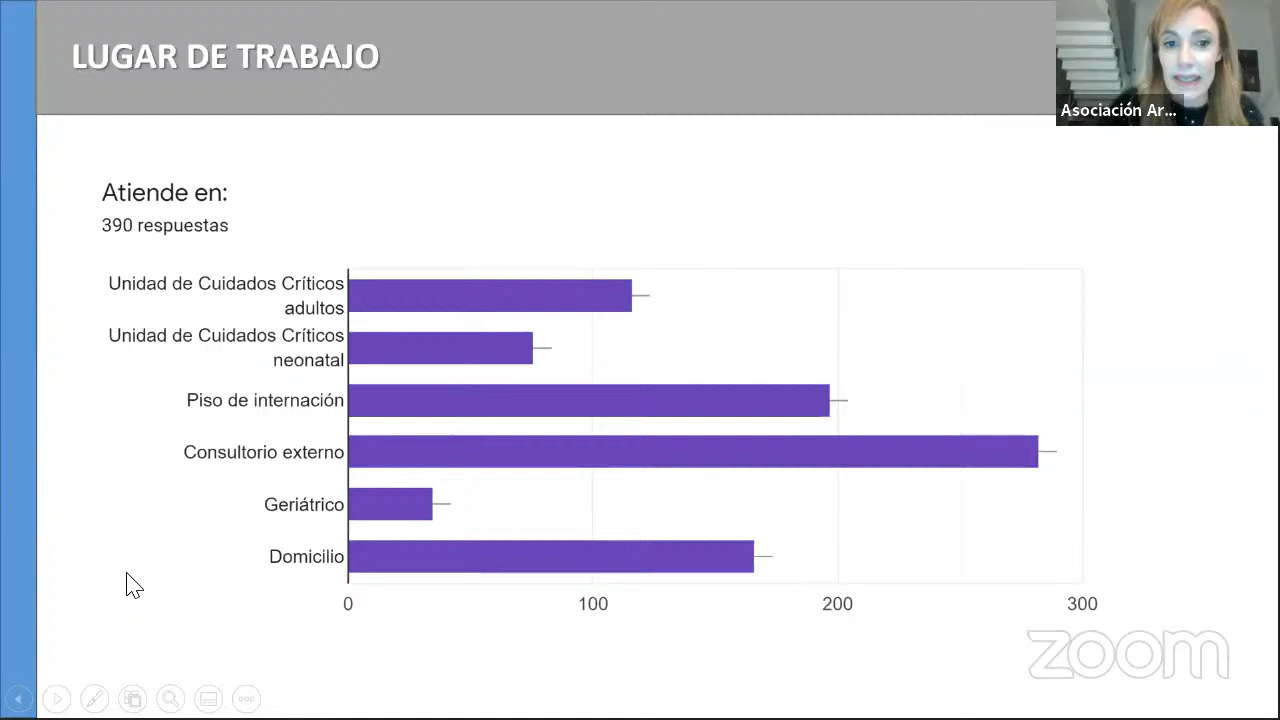 LUGAR DE TRABAJO
Asociación Ar...
Atiende en:
390 respuestas
Unidad de Cuidados Críticos
adultos
Unidad de Cuidados Críticos
neonatal
Piso de internación
Consultorio externo
Geriátrico
Domicilio
0 100 200 300
zoom